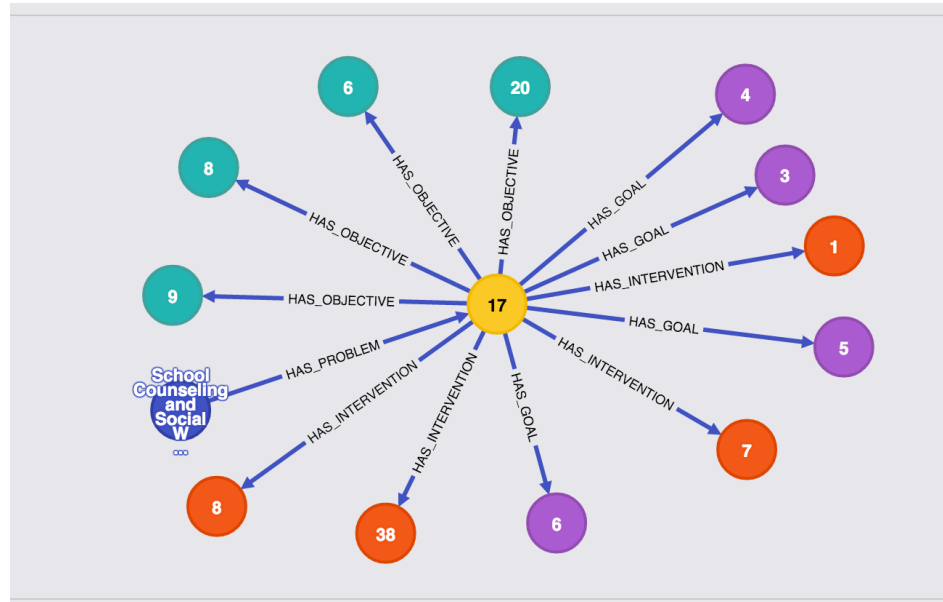 6
20
4
8
3
1
9
17
5
School
Counseling
and
Social
W
...
7
8
38
6
HAS_OBJECTIVE
HAS_OBJECTIVE
HAS_OBJECTIVE
HAS_OBJECTIVE
HAS_GOAL
HAS_GOAL
HAS_INTERVENTION
HAS_GOAL
HAS_INTERVENTION
HAS_GOAL
HAS_INTERVENTION
HAS_INTERVENTION
HAS_PROBLEM